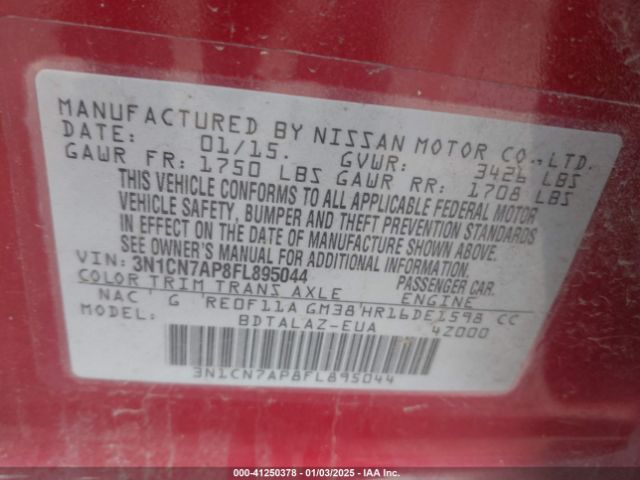 MANUFACTURED BY NISSAN MOTOR CO.,LTD.
DATE: 01/15. GVWR: 3426 LBS
GAWR FR: 1750 LBS GAWR RR: 1708 LBS
THIS VEHICLE CONFORMS TO ALL APPLICABLE FEDERAL MOTOR
VEHICLE SAFETY, BUMPER AND THEFT PREVENTION STANDARDS
IN EFFECT ON THE DATE OF MANUFACTURE SHOWN ABOVE.
SEE OWNER'S MANUAL FOR ADDITIONAL INFORMATION.
VIN: 3N1CN7AP8FL895044 PASSENGER CAR.
COLOR TRIM TRANS AXLE ENGINE
NAC G RE0F11A GM38 HR16DE1598 CC
MODEL: BDTALAZ-EUA 4Z000
3N1CN7AP8FL895044
000-41250378 - 01/03/2025 - IAA Inc.